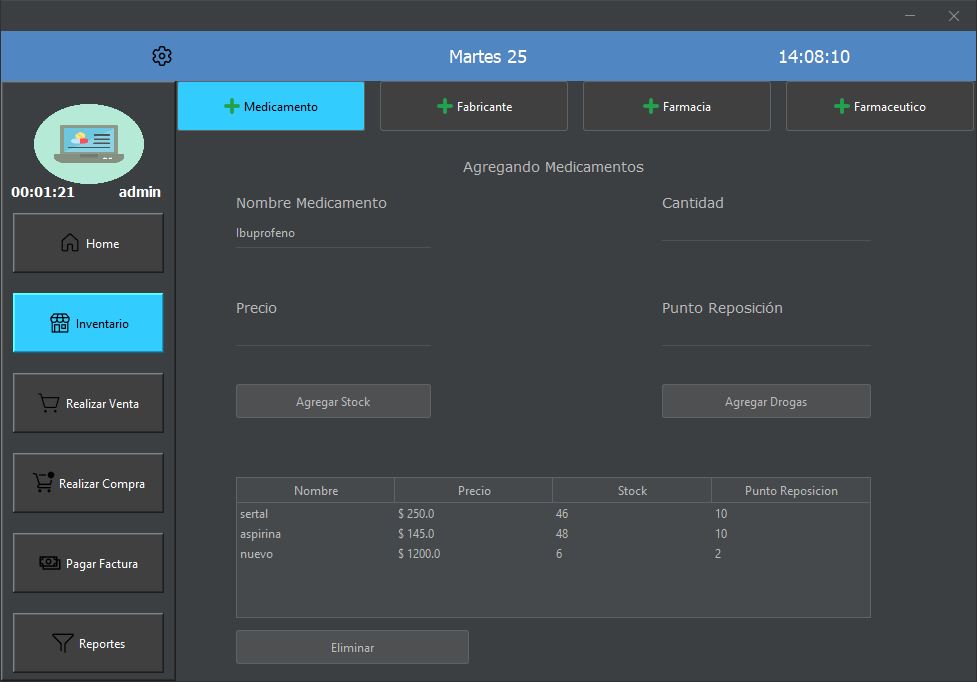 Martes 25
14:08:10
00:01:21
admin
Home
Inventario
Realizar Venta
Realizar Compra
Pagar Factura
Reportes
Medicamento
Fabricante
Farmacia
Farmaceutico
Agregando Medicamentos
Nombre Medicamento
Cantidad
Ibuprofeno
Precio
Punto Reposición
Agregar Stock
Agregar Drogas
Nombre Precio Stock Punto Reposicion
sertal $ 250.0 46 10
aspirina $ 145.0 48 10
nuevo $ 1200.0 6 2
Eliminar